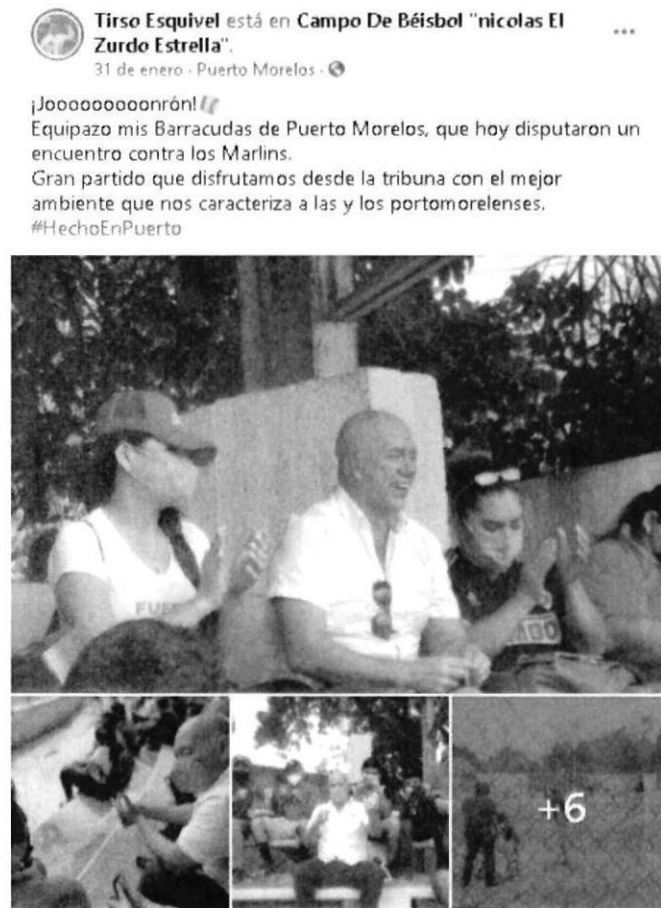 Tirso Esquivel está en Campo De Béisbol "nicolas El
Zurdo Estrella".
31 de enero · Puerto Morelos ·
¡Jooooooooonrón!
Equipazo mis Barracudas de Puerto Morelos, que hoy disputaron un
encuentro contra los Marlins.
Gran partido que disfrutamos desde la tribuna con el mejor
ambiente que nos caracteriza a las y los portomorelenses.
#HechoEnPuerto
+6